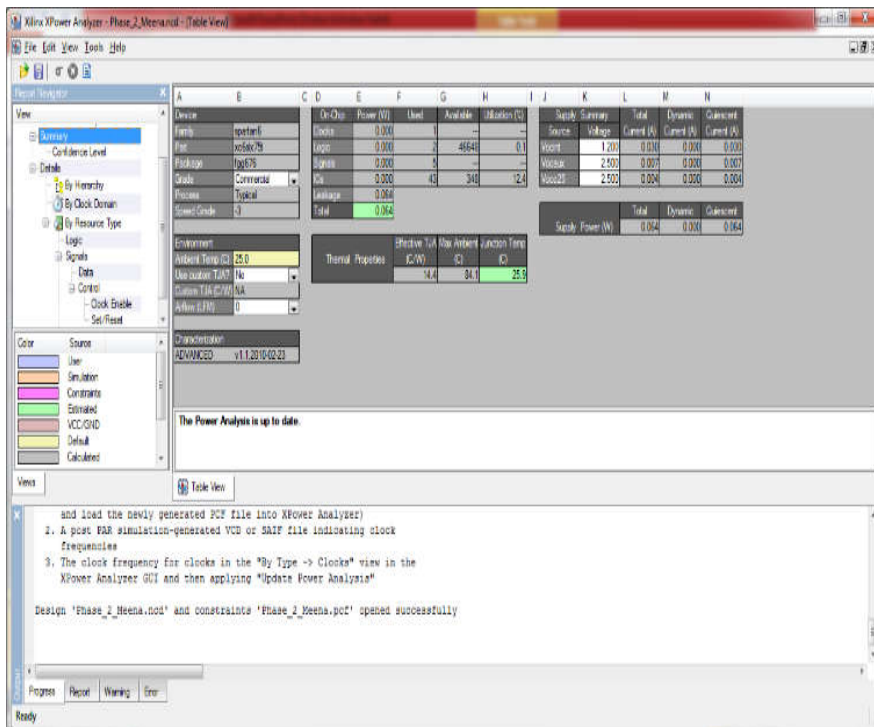 Xilinx XPower Analyzer - Phase_2_Meena.ncd - [Table View]
File Edit View Tools Help
Report Navigator
View
Summary
Confidence Level
Details
By Hierarchy
By Clock Domain
By Resource Type
Logic
Signals
Data
Control
Clock Enable
Set/Reset
Color Source
User
Simulation
Constraints
Estimated
VCC/GND
Default
Calculated
Views
A B C D E F G H I J K L M N
Device
Family spartan6
Part xc6slx75
Package fgg676
Grade Commercial
Process Typical
Speed Grade -3
Environment
Ambient Temp (C) 25.0
Use custom TJA? No
Custom TJA (C/W) NA
Airflow (LFM) 0
Characterization
ADVANCED v1.1,2010-02-23
On-Chip Power (W) Used Available Utilization (%)
Clocks 0.000 1 --- ---
Logic 0.000 2 46648 0.1
Signals 0.000 5 --- ---
IOs 0.000 43 348 12.4
Leakage 0.064
Total 0.064
Thermal Properties
Effective TJA Max Ambient Junction Temp
(C/W) (C) (C)
14.4 84.1 25.9
Supply Summary Total Dynamic Quiescent
Source Voltage Current (A) Current (A) Current (A)
Vccint 1.200 0.030 0.000 0.030
Vccaux 2.500 0.007 0.000 0.007
Vcco25 2.500 0.004 0.000 0.004
Total Dynamic Quiescent
Supply Power (W) 0.064 0.000 0.064
The Power Analysis is up to date.
Table View
and load the newly generated PCF file into XPower Analyzer)
2. A post PAR simulation-generated VCD or SAIF file indicating clock
frequencies
3. The clock frequency for clocks in the "By Type -> Clocks" view in the
XPower Analyzer GUI and then applying "Update Power Analysis"
Design 'Phase_2_Meena.ncd' and constraints 'Phase_2_Meena.pcf' opened successfully
Progress Report Warning Error
Ready